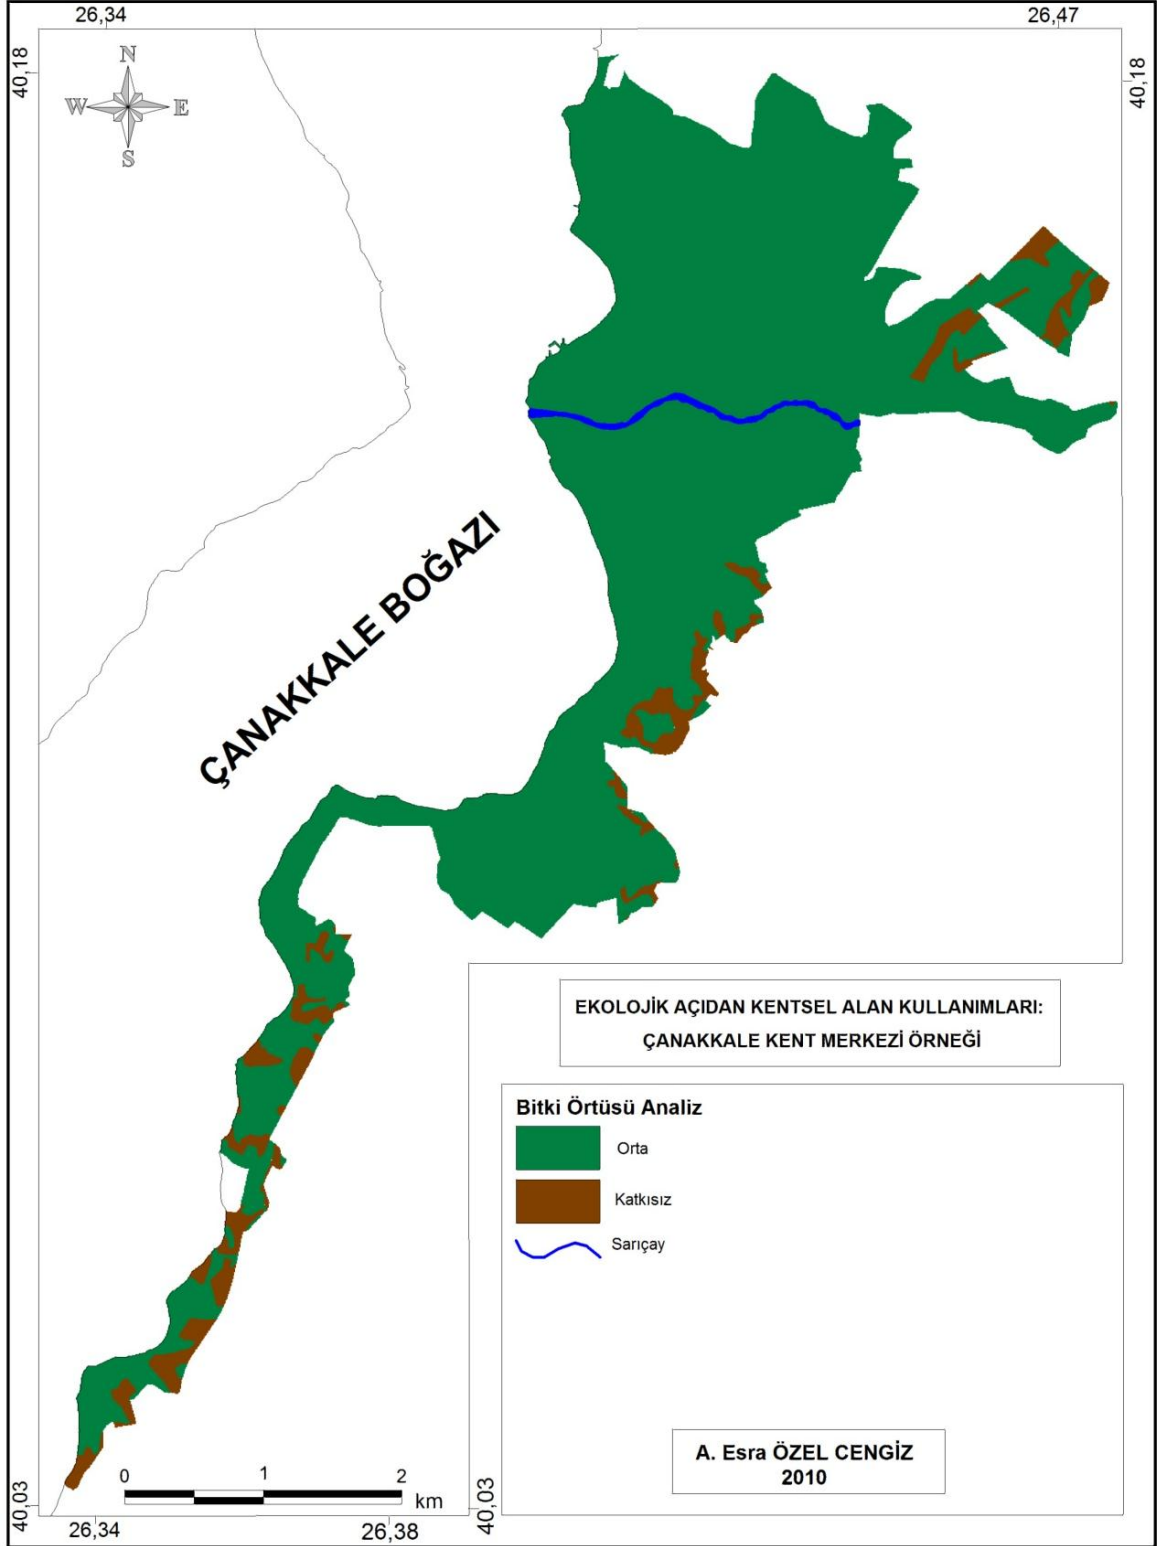 26,34
26,47
40,18
40,18
N
W
E
S
ÇANAKKALE BOĞAZI
EKOLOJİK AÇIDAN KENTSEL ALAN KULLANIMLARI:
ÇANAKKALE KENT MERKEZİ ÖRNEĞİ
Bitki Örtüsü Analiz
Orta
Katkısız
Sarıçay
A. Esra ÖZEL CENGİZ
2010
0
1
2
km
40,03
40,03
26,34
26,38